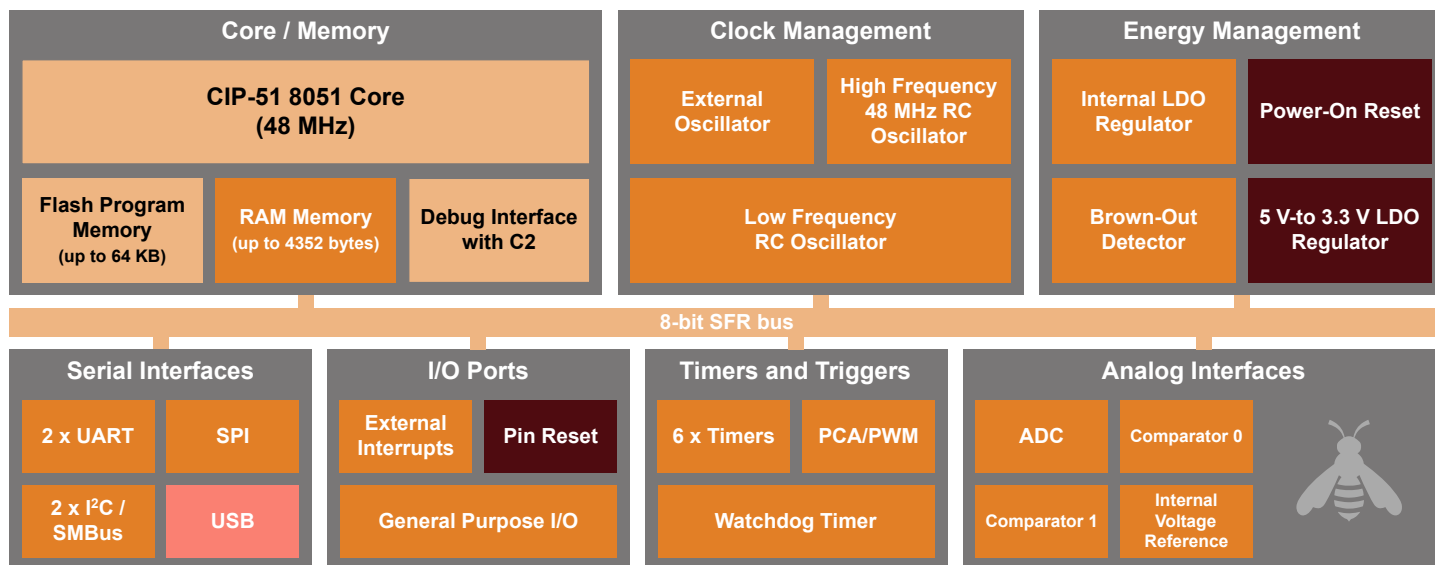 Core / Memory
CIP-51 8051 Core
(48 MHz)
Flash Program
Memory
(up to 64 KB)
RAM Memory
(up to 4352 bytes)
Debug Interface
with C2
Clock Management
External
Oscillator
High Frequency
48 MHz RC
Oscillator
Low Frequency
RC Oscillator
Energy Management
Internal LDO
Regulator
Power-On Reset
Brown-Out
Detector
5 V-to 3.3 V LDO
Regulator
8-bit SFR bus
Serial Interfaces
2 x UART
SPI
2 x I²C /
SMBus
USB
I/O Ports
External
Interrupts
Pin Reset
General Purpose I/O
Timers and Triggers
6 x Timers
PCA/PWM
Watchdog Timer
Analog Interfaces
ADC
Comparator 0
Comparator 1
Internal
Voltage
Reference